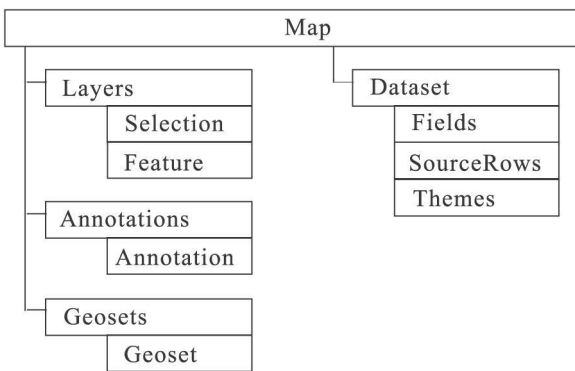 Map
Layers
Selection
Feature
Annotations
Annotation
Geosets
Geoset
Dataset
Fields
SourceRows
Themes